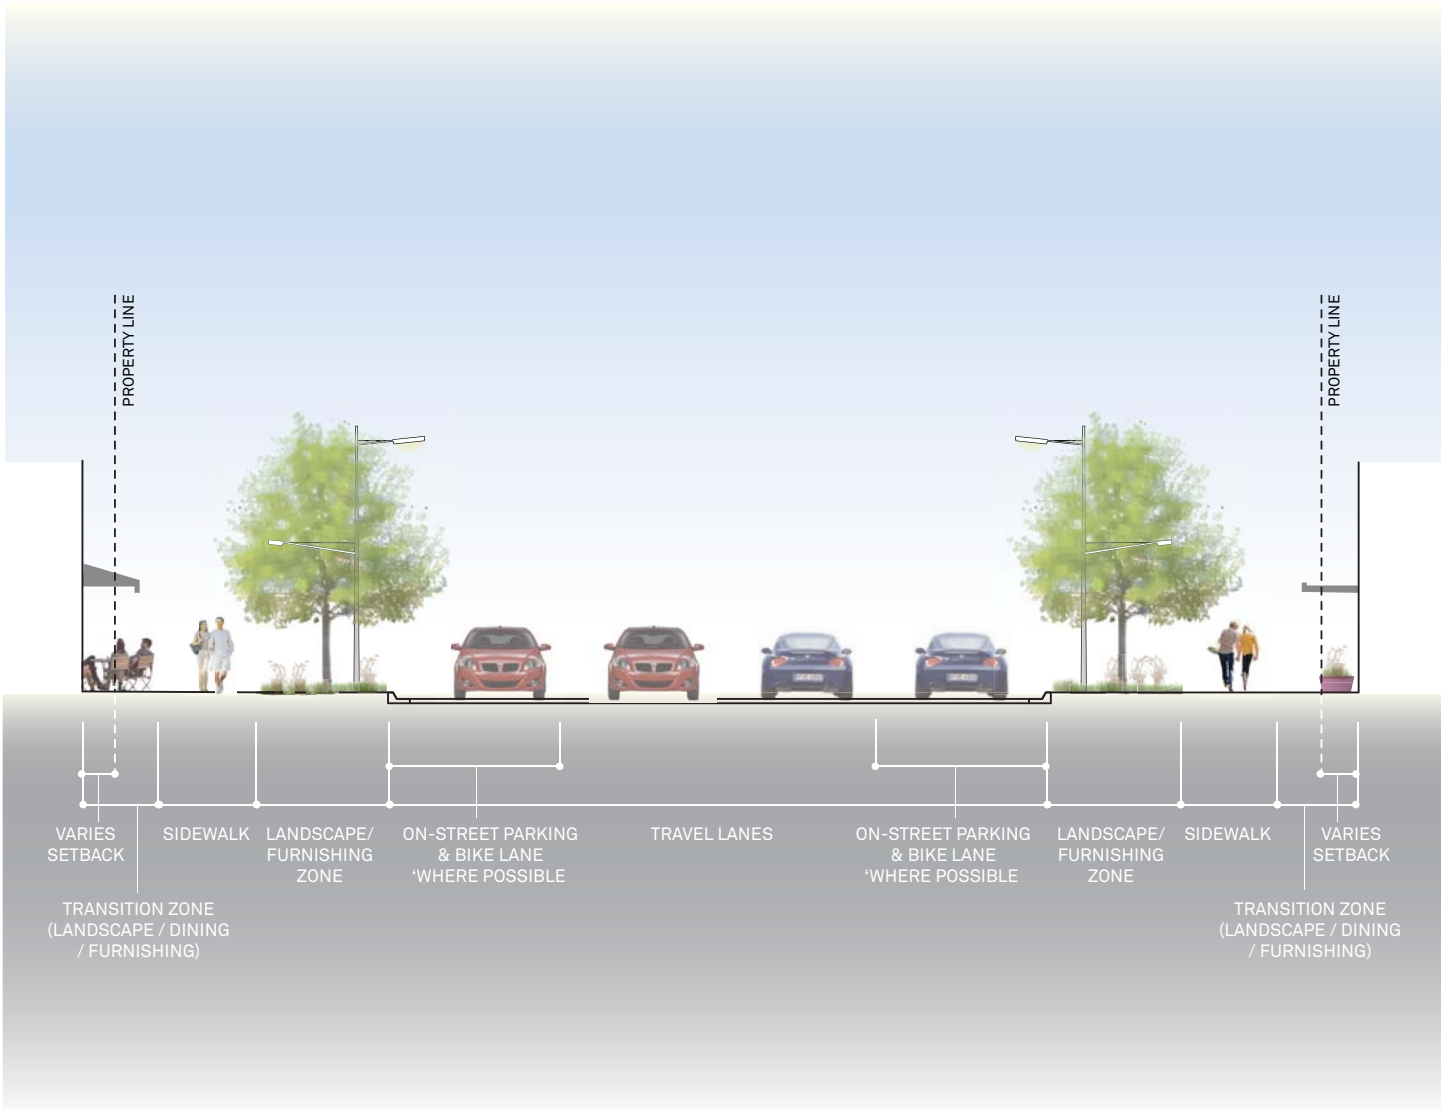 PROPERTY LINE
PROPERTY LINE
VARIES
SETBACK
SIDEWALK
LANDSCAPE/
FURNISHING
ZONE
ON-STREET PARKING
& BIKE LANE
‘WHERE POSSIBLE
TRAVEL LANES
ON-STREET PARKING
& BIKE LANE
‘WHERE POSSIBLE
LANDSCAPE/
FURNISHING
ZONE
SIDEWALK
VARIES
SETBACK
TRANSITION ZONE
(LANDSCAPE / DINING
/ FURNISHING)
TRANSITION ZONE
(LANDSCAPE / DINING
/ FURNISHING)